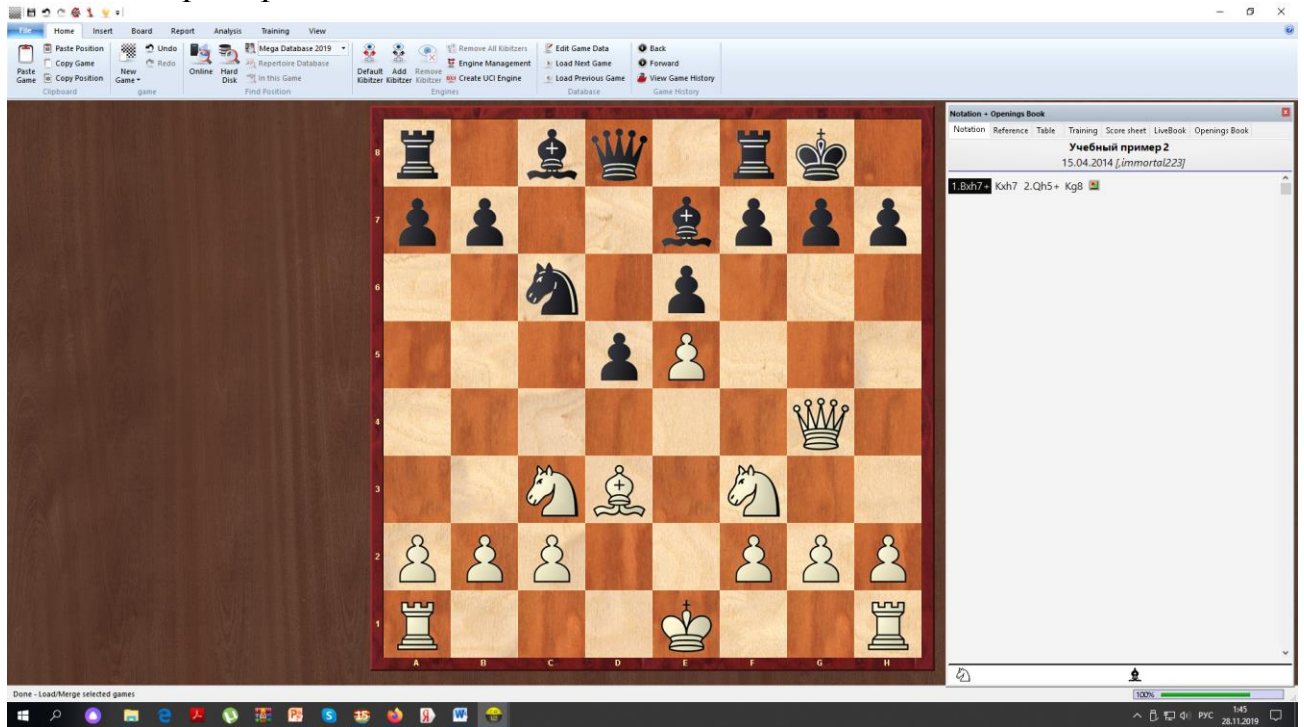 File Home Insert Board Report Analysis Training View
Paste Position
Copy Game
Copy Position
Paste Game
Clipboard
New Game
Undo
Redo
game
Online
Hard Disk
Mega Database 2019
Repertoire Database
In this Game
Find Position
Default Kibitzer
Add Kibitzer
Remove Kibitzer
Remove All Kibitzers
Engine Management
Create UCI Engine
Engines
Edit Game Data
Load Next Game
Load Previous Game
Database
Back
Forward
View Game History
Game History
Notation + Openings Book
Notation Reference Table Training Score sheet LiveBook Openings Book
Учебный пример 2
15.04.2014 [,immortal223]
1.Bxh7+ Kxh7 2.Qh5+ Kg8
8
7
6
5
4
3
2
1
A B C D E F G H
Done - Load/Merge selected games
100%
РУС
1:45
28.11.2019